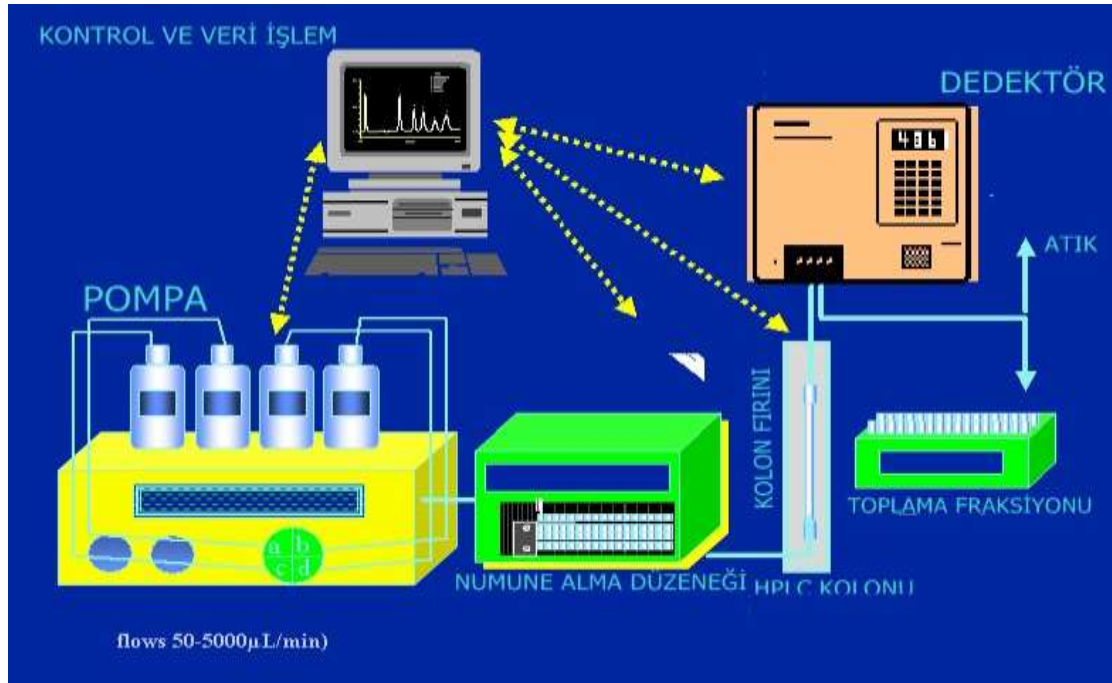 KONTROL VE VERİ İŞLEM
DEDEKTÖR
486
ATIK
POMPA
KOLON FIRINI
TOPLAMA FRAKSİYONU
a b
c d
NUMUNE ALMA DÜZENEĞİ
HPLC KOLONU
flows 50-5000µL/min)